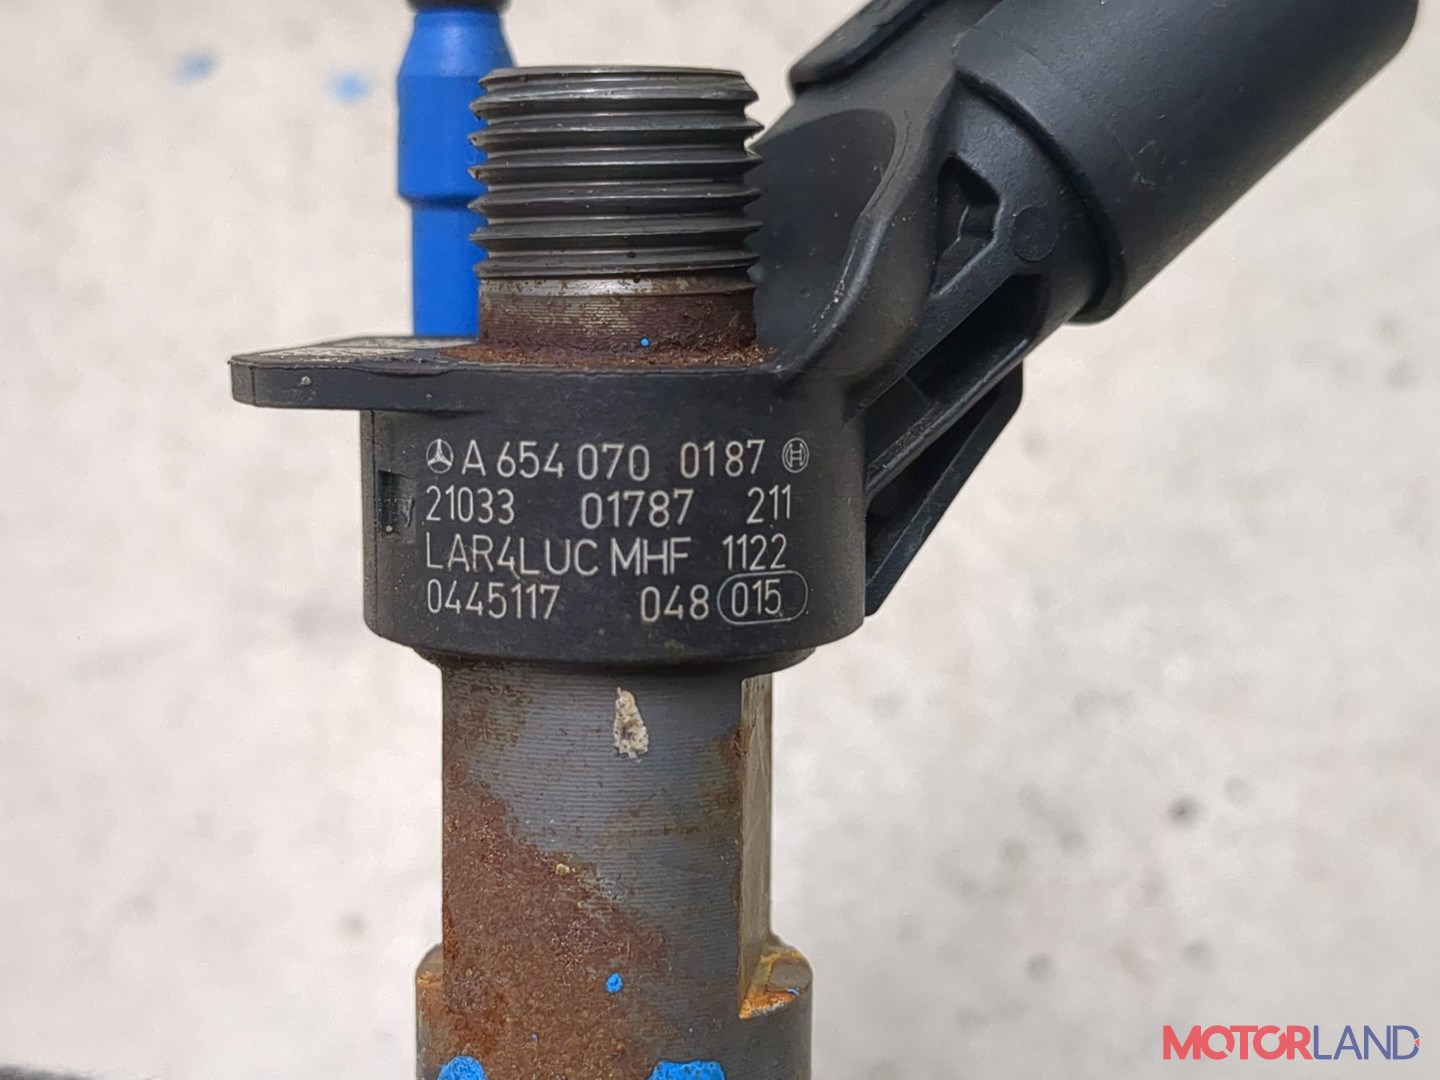 A 654 070 0187
21033 01787 211
LAR4LUC MHF 1122
0445117 048 015
MOTORLAND